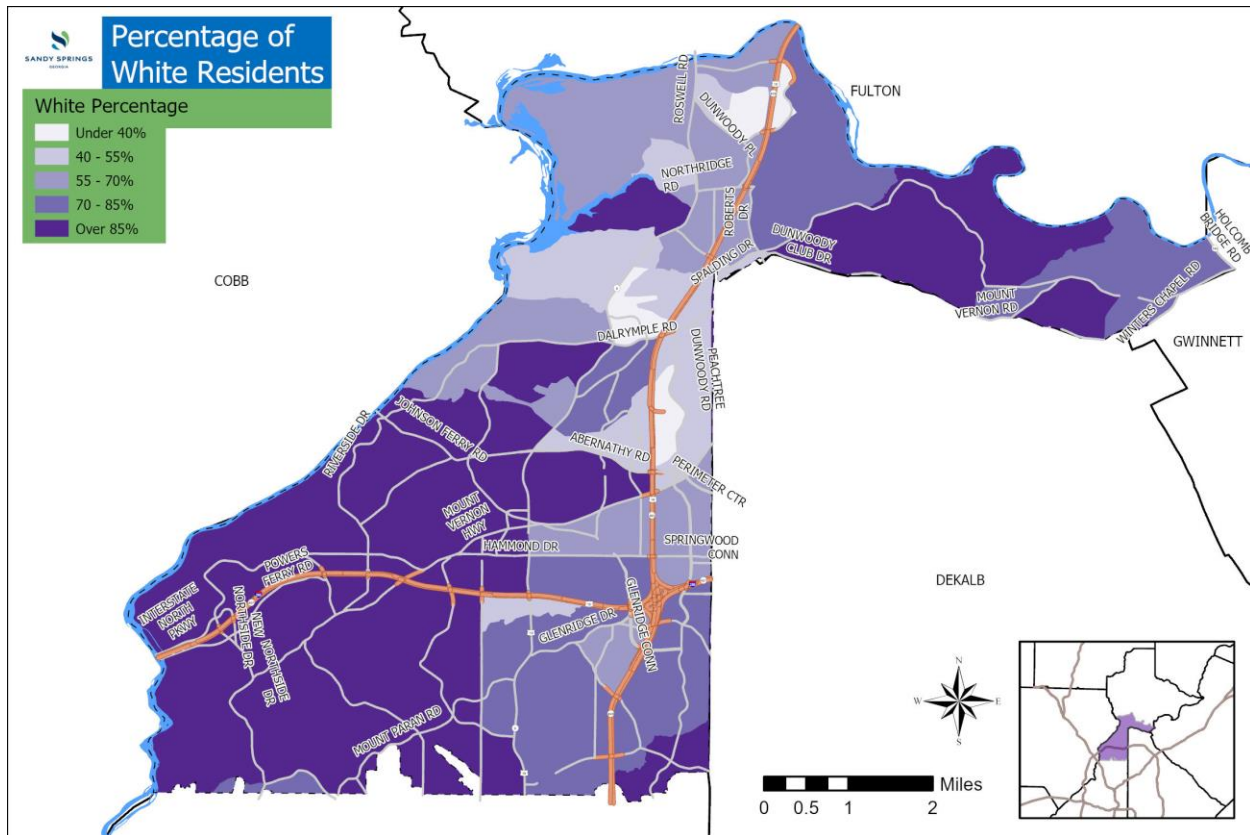 SANDY SPRINGS
GEORGIA
Percentage of
White Residents
White Percentage
Under 40%
40 - 55%
55 - 70%
70 - 85%
Over 85%
FULTON
ROSWELL RD
DUNWOODY PL
NORTHRIDGE
RD
ROBERTS
DR
DUNWOODY
CLUB DR
SPALDING DR
HOLCOMB
BRIDGE RD
WINTERS CHAPEL RD
MOUNT
VERNON RD
GWINNETT
COBB
DALRYMPLE RD
PEACHTREE
DUNWOODY RD
RIVERSIDE DR
JOHNSON FERRY RD
ABERNATHY RD
PERIMETER CTR
MOUNT
VERNON
HWY
HAMMOND DR
SPRINGWOOD
CONN
POWERS
FERRY RD
DEKALB
INTERSTATE
NORTH
PKWY
NORTHSIDE DR
NEW NORTHSIDE
DR
GLENRIDGE DR
GLENRIDGE CONN
MOUNT PARAN RD
N
W
E
S
Miles
0 0.5 1 2